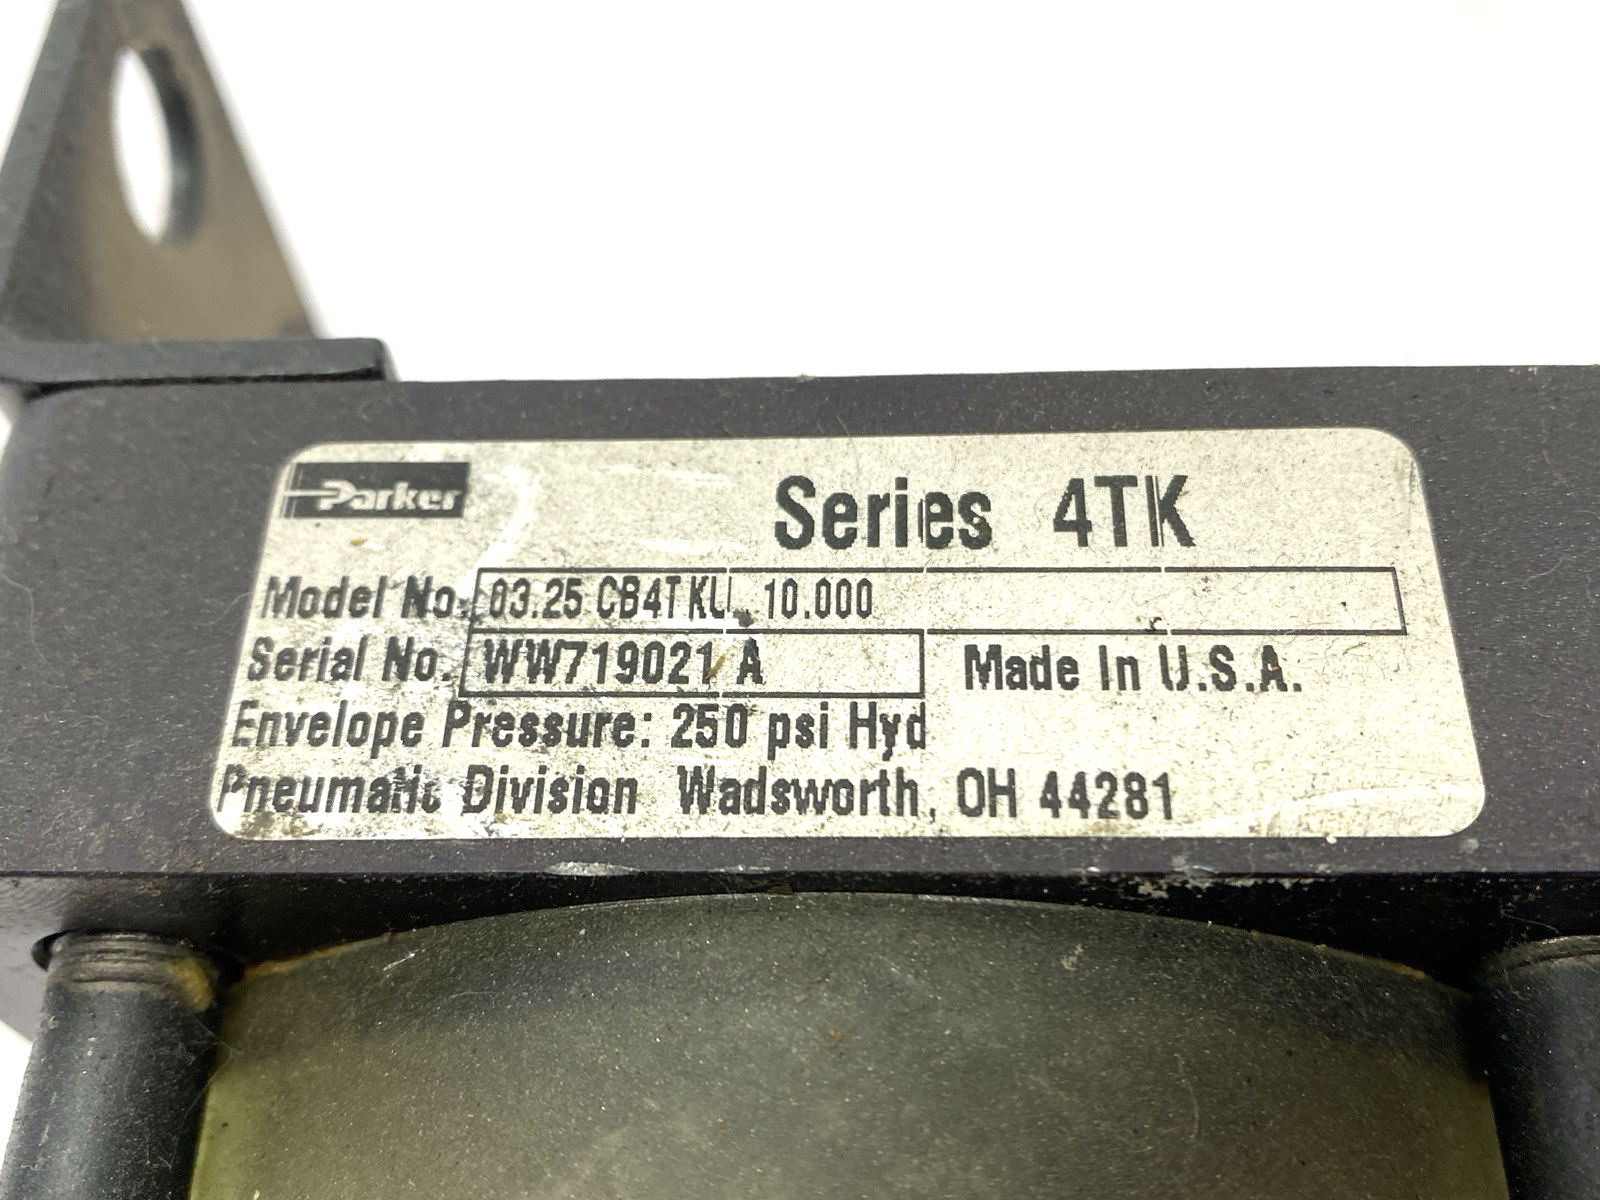 Parker
Series 4TK
Model No. 03.25 CB4TKU 10.000
Serial No. WW719021 A Made In U.S.A.
Envelope Pressure: 250 psi Hyd
Pneumatic Division Wadsworth, OH 44281